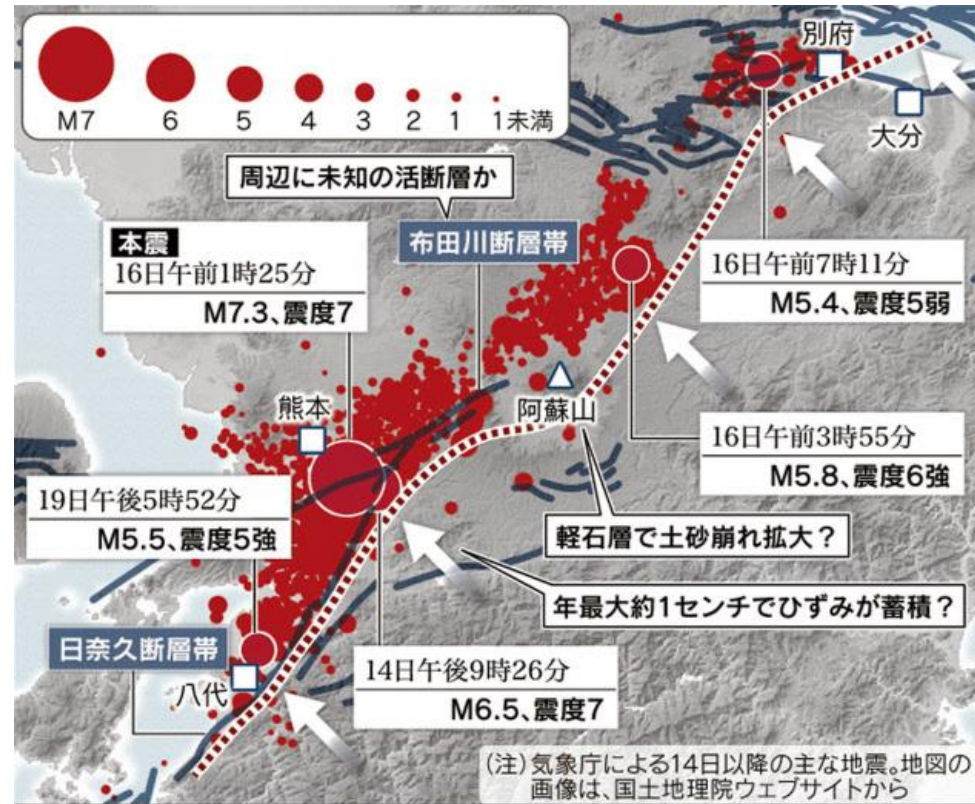 M7 6 5 4 3 2 1 1未満
別府
大分
周辺に未知の活断層か
布田川断層帯
本震
16日午前1時25分
M7.3、震度7
16日午前7時11分
M5.4、震度5弱
熊本
阿蘇山
16日午前3時55分
M5.8、震度6強
19日午後5時52分
M5.5、震度5強
軽石層で土砂崩れ拡大?
年最大約1センチでひずみが蓄積?
日奈久断層帯
八代
14日午後9時26分
M6.5、震度7
(注)気象庁による14日以降の主な地震。地図の
画像は、国土地理院ウェブサイトから